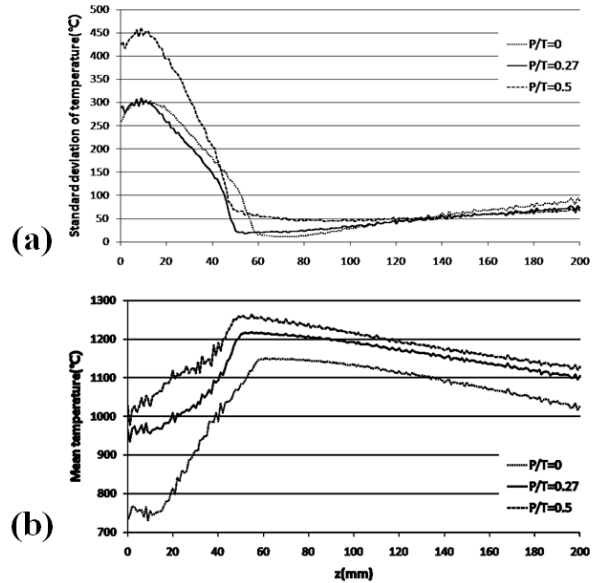 (a)
Standard deviation of temperature(℃)
500
450
400
350
300
250
200
150
100
50
0
0 20 40 60 80 100 120 140 160 180 200
P/T=0
P/T=0.27
P/T=0.5
(b)
Mean temperature(℃)
1300
1200
1100
1000
900
800
700
0 20 40 60 80 100 120 140 160 180 200
z(mm)
P/T=0
P/T=0.27
P/T=0.5